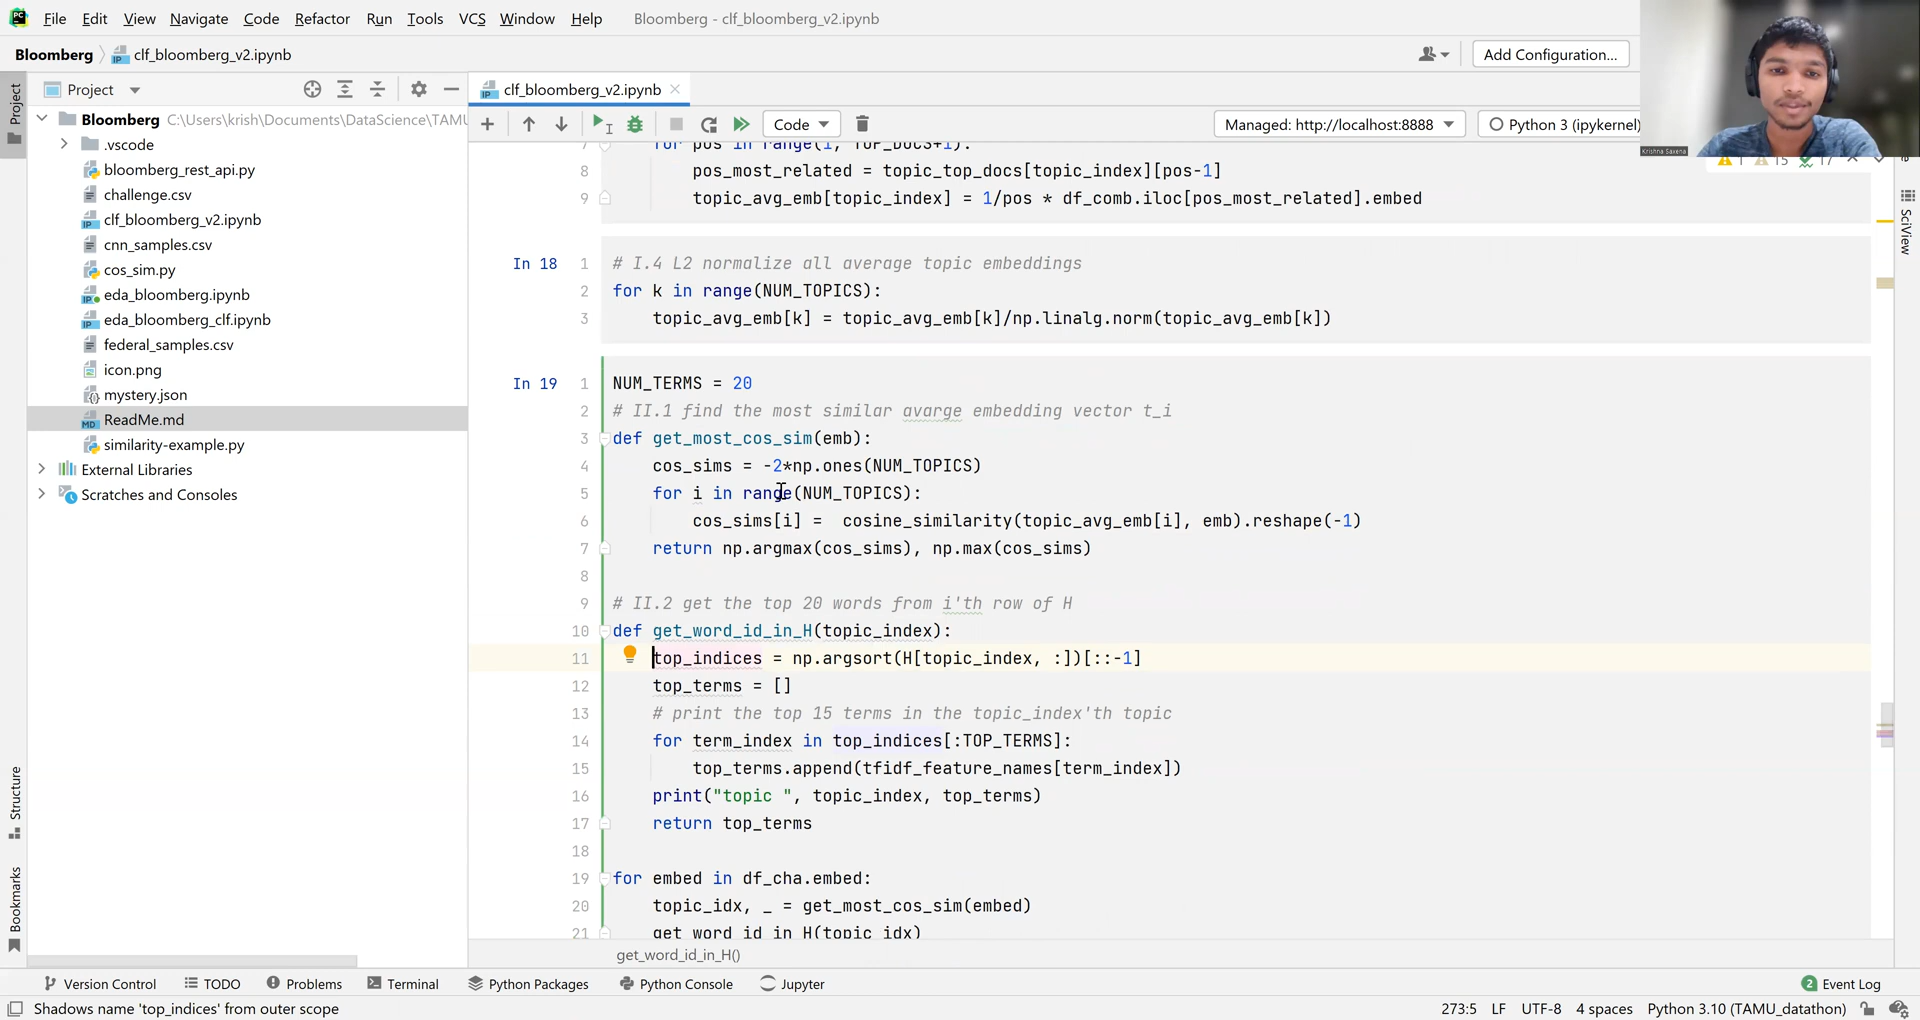 File Edit View Navigate Code Refactor Run Tools VCS Window Help Bloomberg - clf_bloomberg_v2.ipynb
Bloomberg clf_bloomberg_v2.ipynb Add Configuration...
Krishna Saxena
Project
Project clf_bloomberg_v2.ipynb
Bloomberg C:\Users\krish\Documents\DataScience\TAMU
Code Managed: http://localhost:8888 Python 3 (ipykernel)
.vscode
bloomberg_rest_api.py
challenge.csv
clf_bloomberg_v2.ipynb
cnn_samples.csv
cos_sim.py
eda_bloomberg.ipynb
eda_bloomberg_clf.ipynb
federal_samples.csv
icon.png
mystery.json
ReadMe.md
similarity-example.py
External Libraries
Scratches and Consoles
1 15 17
SciView
7 for pos in range(1, TOP_DOCS+1):
8 pos_most_related = topic_top_docs[topic_index][pos-1]
9 topic_avg_emb[topic_index] = 1/pos * df_comb.iloc[pos_most_related].embed
In 18 1 # I.4 L2 normalize all average topic embeddings
2 for k in range(NUM_TOPICS):
3 topic_avg_emb[k] = topic_avg_emb[k]/np.linalg.norm(topic_avg_emb[k])
In 19 1 NUM_TERMS = 20
2 # II.1 find the most similar avarge embedding vector t_i
3 def get_most_cos_sim(emb):
4 cos_sims = -2*np.ones(NUM_TOPICS)
5 for i in range(NUM_TOPICS):
6 cos_sims[i] = cosine_similarity(topic_avg_emb[i], emb).reshape(-1)
7 return np.argmax(cos_sims), np.max(cos_sims)
8
9 # II.2 get the top 20 words from i'th row of H
10 def get_word_id_in_H(topic_index):
11 top_indices = np.argsort(H[topic_index, :])[::-1]
12 top_terms = []
13 # print the top 15 terms in the topic_index'th topic
14 for term_index in top_indices[:TOP_TERMS]:
15 top_terms.append(tfidf_feature_names[term_index])
16 print("topic ", topic_index, top_terms)
17 return top_terms
18
19 for embed in df_cha.embed:
20 topic_idx, _ = get_most_cos_sim(embed)
21 get_word_id_in_H(topic_idx)
get_word_id_in_H()
Structure
Bookmarks
Version Control TODO Problems Terminal Python Packages Python Console Jupyter 2 Event Log
Shadows name 'top_indices' from outer scope 273:5 LF UTF-8 4 spaces Python 3.10 (TAMU_datathon)